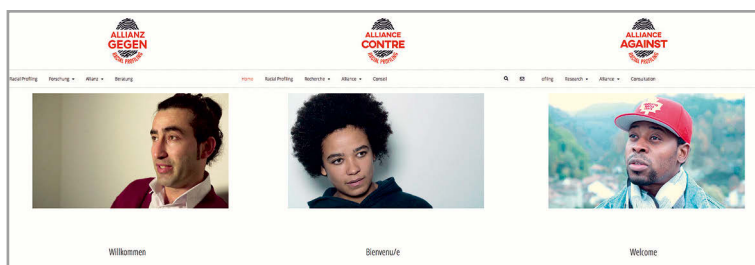 ALLIANZ
GEGEN
RACIAL PROFILING
ALLIANCE
CONTRE
RACIAL PROFILING
ALLIANCE
AGAINST
RACIAL PROFILING
Racial Profiling Forschung Allianz Beratung
Home Racial Profiling Recherche Alliance Conseil
ofiling Research Alliance Consultation
Willkommen
Bienvenu/e
Welcome